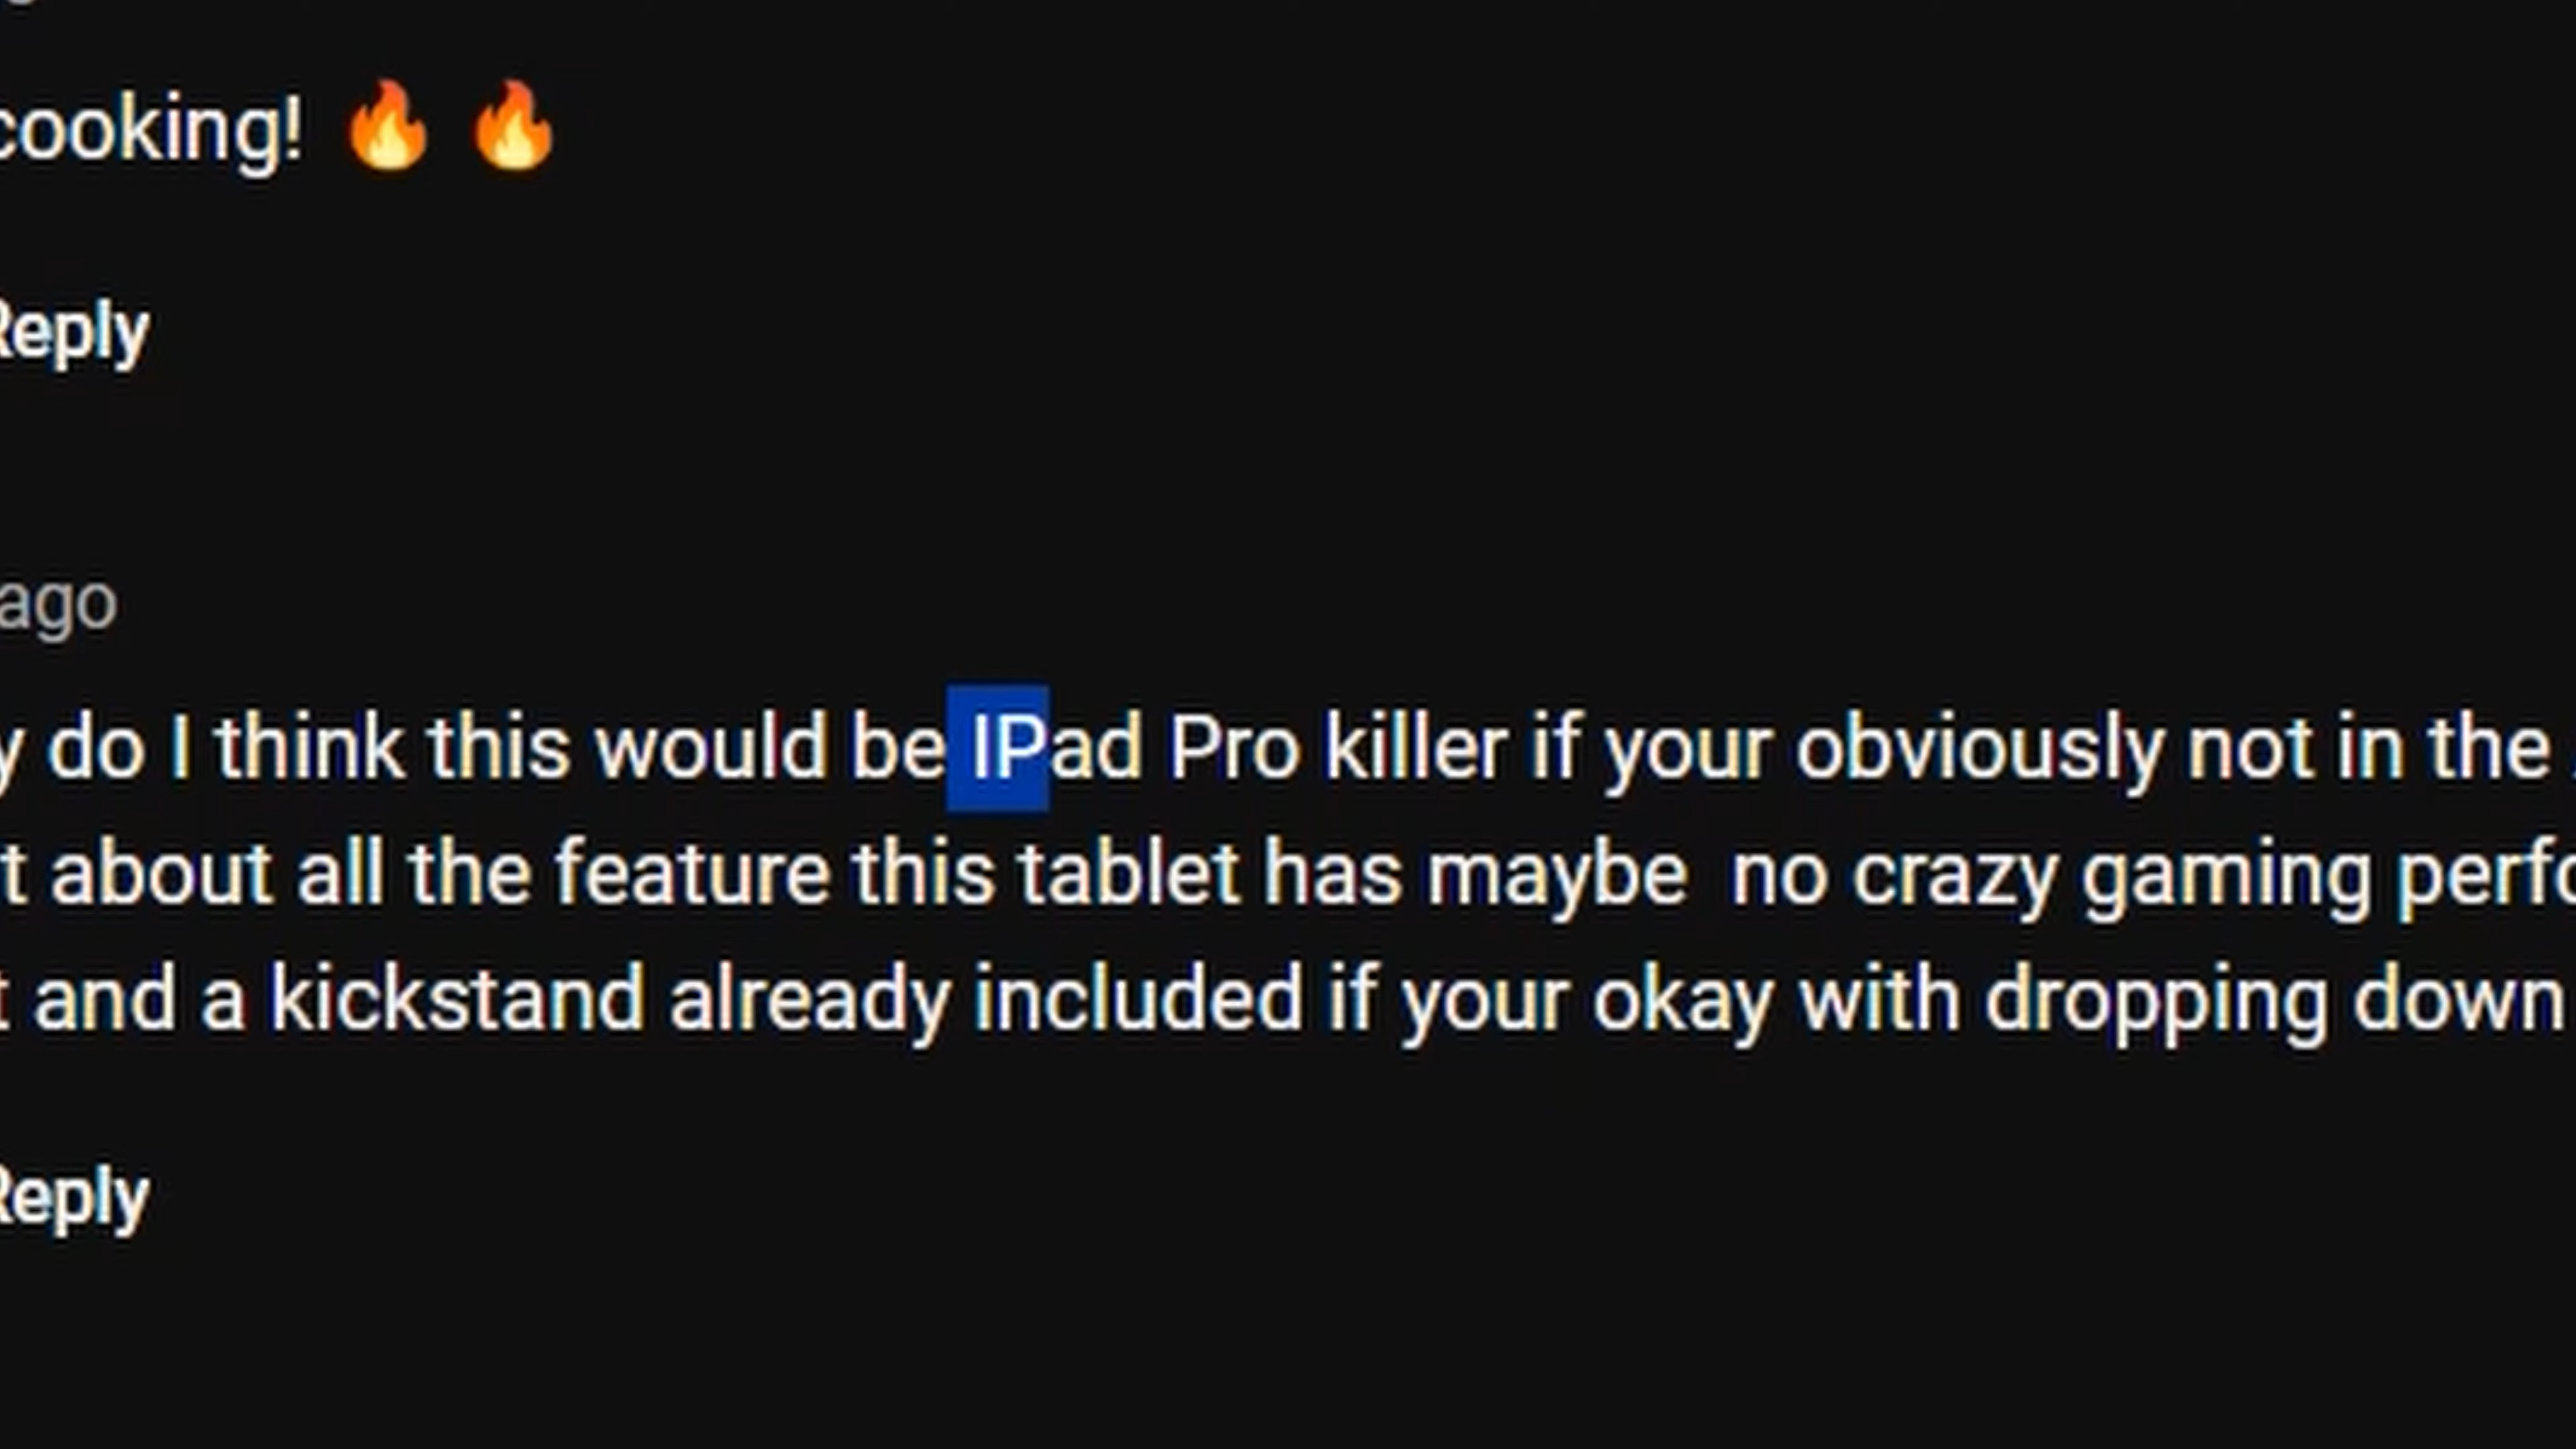 cooking! 🔥 🔥
Reply
ago
y do I think this would be IPad Pro killer if your obviously not in the
t about all the feature this tablet has maybe  no crazy gaming perfo
t and a kickstand already included if your okay with dropping down
Reply